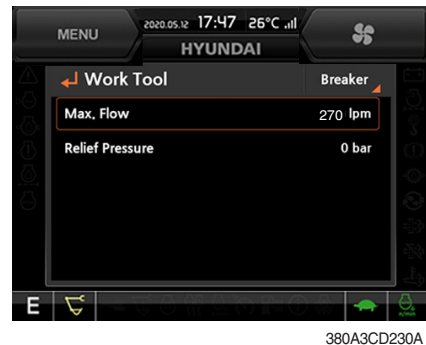 MENU
2020.05.12 17:47 26°C
HYUNDAI
Work Tool Breaker
Max. Flow 270 lpm
Relief Pressure 0 bar
E
380A3CD230A